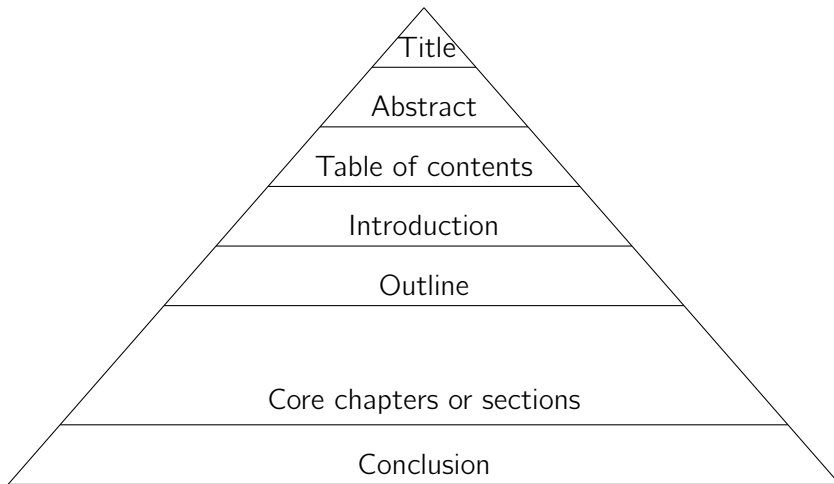 Title
Abstract
Table of contents
Introduction
Outline
Core chapters or sections
Conclusion